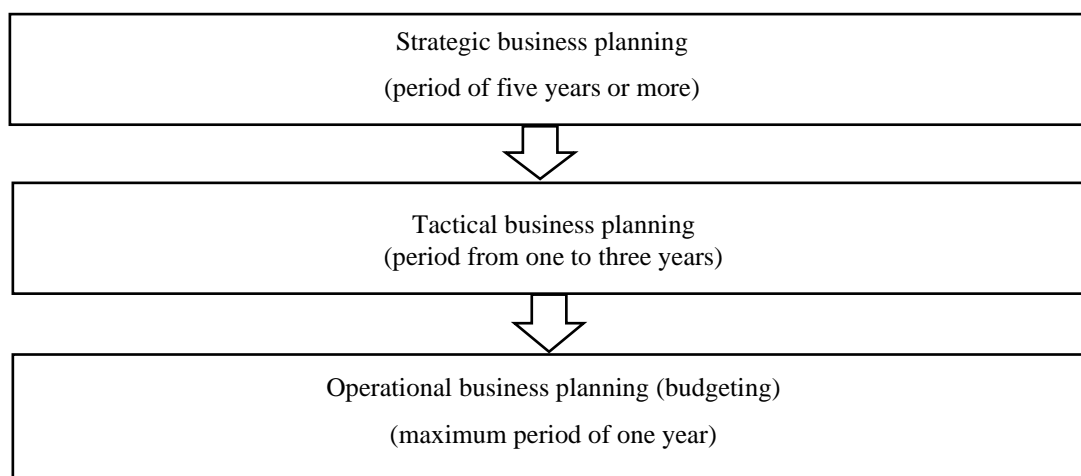 Strategic business planning
(period of five years or more)
Tactical business planning
(period from one to three years)
Operational business planning (budgeting)
(maximum period of one year)